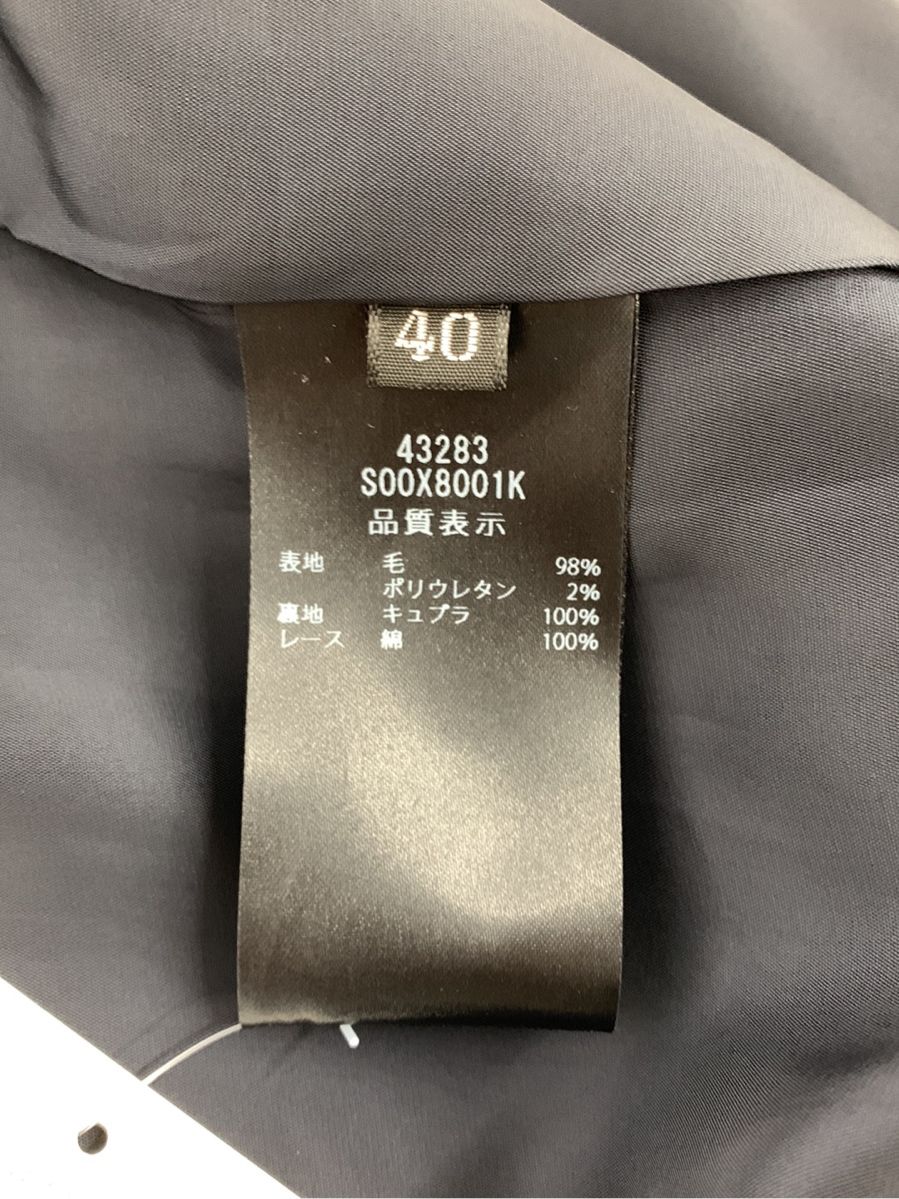 40
43283
S00X8001K
品質表示
表地 毛 98%
ポリウレタン 2%
裏地 キュプラ 100%
レース 綿 100%